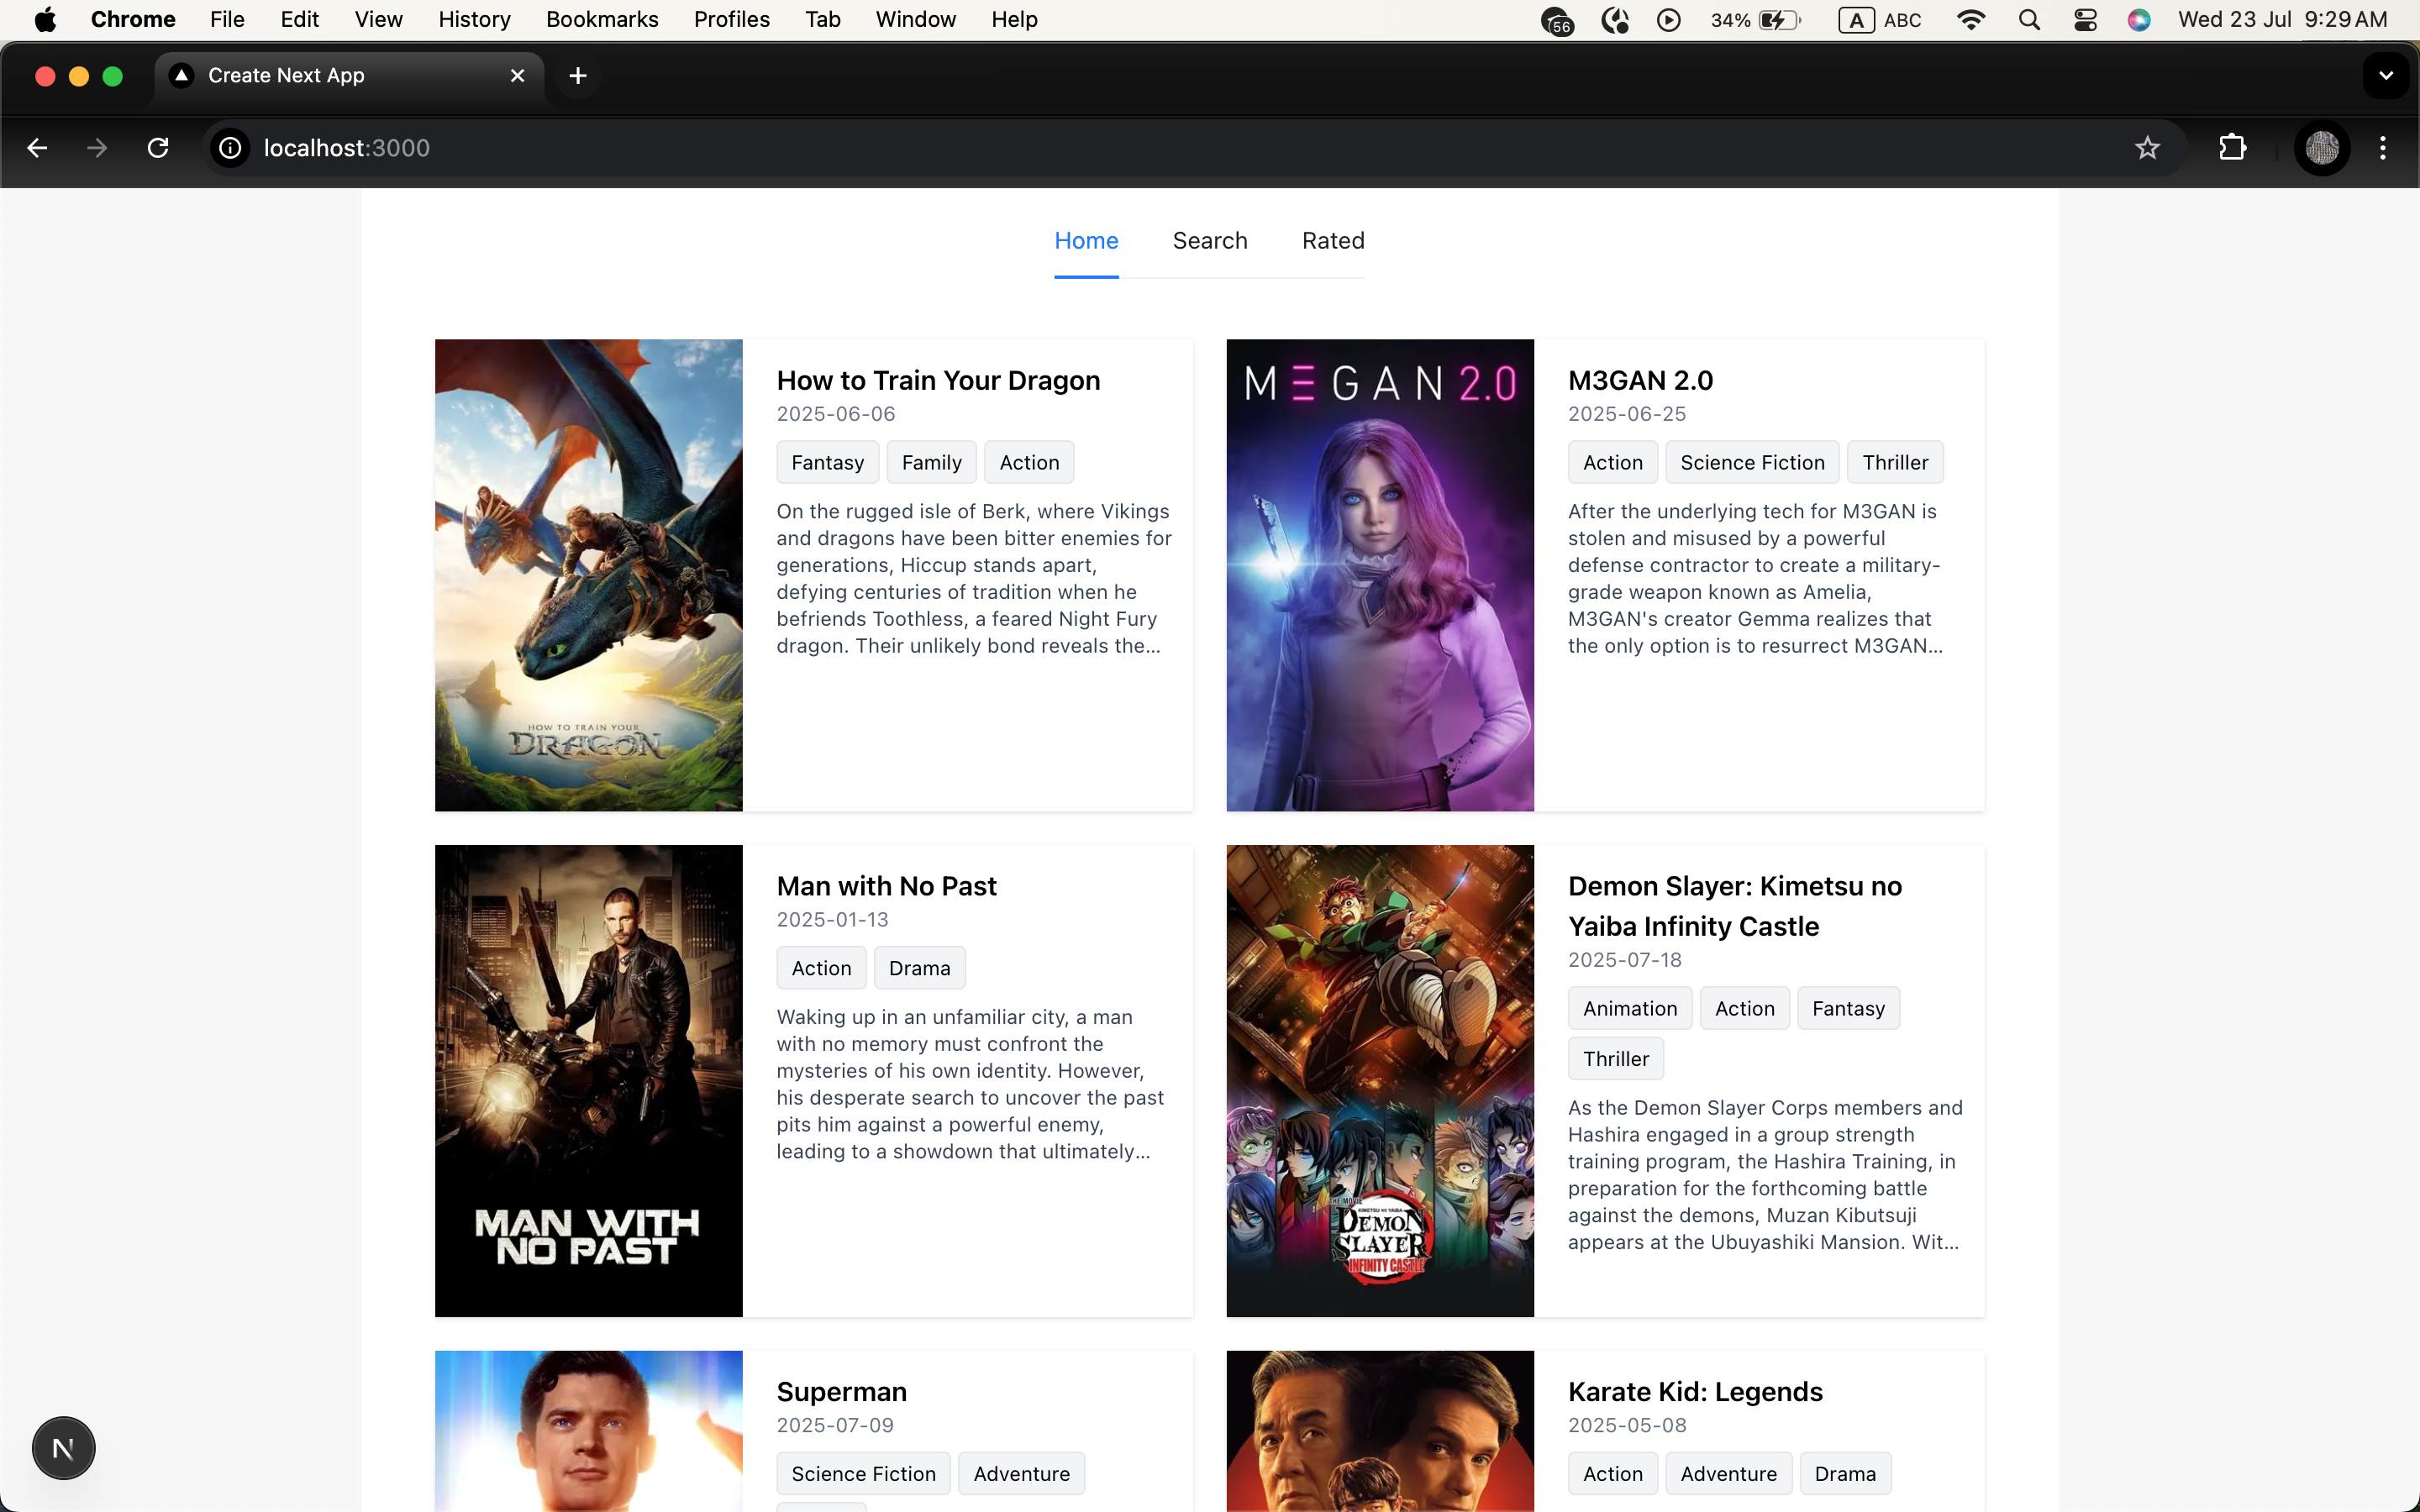 Chrome File Edit View History Bookmarks Profiles Tab Window Help 56 34% A ABC Wed 23 Jul 9:29 AM
Create Next App
localhost:3000
Home Search Rated
How to Train Your Dragon
2025-06-06
Fantasy Family Action
On the rugged isle of Berk, where Vikings
and dragons have been bitter enemies for
generations, Hiccup stands apart,
defying centuries of tradition when he
befriends Toothless, a feared Night Fury
dragon. Their unlikely bond reveals the...
HOW TO TRAIN YOUR
DRAGON
MΞGAN 2.0
M3GAN 2.0
2025-06-25
Action Science Fiction Thriller
After the underlying tech for M3GAN is
stolen and misused by a powerful
defense contractor to create a military-
grade weapon known as Amelia,
M3GAN's creator Gemma realizes that
the only option is to resurrect M3GAN...
Man with No Past
2025-01-13
Action Drama
Waking up in an unfamiliar city, a man
with no memory must confront the
mysteries of his own identity. However,
his desperate search to uncover the past
pits him against a powerful enemy,
leading to a showdown that ultimately...
MAN WITH
NO PAST
Demon Slayer: Kimetsu no
Yaiba Infinity Castle
2025-07-18
Animation Action Fantasy
Thriller
As the Demon Slayer Corps members and
Hashira engaged in a group strength
training program, the Hashira Training, in
preparation for the forthcoming battle
against the demons, Muzan Kibutsuji
appears at the Ubuyashiki Mansion. Wit...
THE MOVIE
KIMETSU NO YAIBA
DEMON
SLAYER
INFINITY CASTLE
Superman
2025-07-09
Science Fiction Adventure
Karate Kid: Legends
2025-05-08
Action Adventure Drama
N